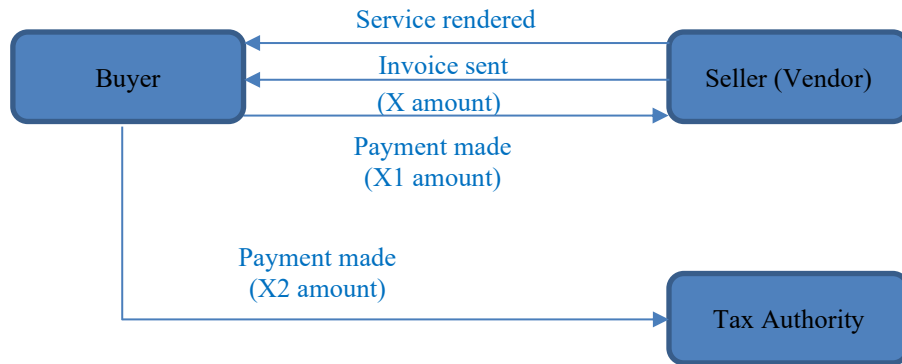 Service rendered
Buyer
Invoice sent
Seller (Vendor)
(X amount)
Payment made
(X1 amount)
Payment made
(X2 amount)
Tax Authority